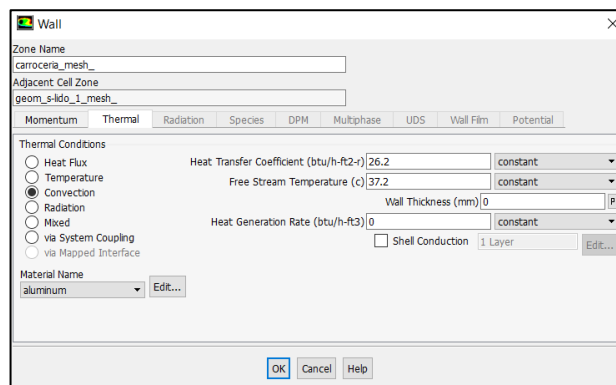 Wall
Zone Name
carroceria_mesh_
Adjacent Cell Zone
geom_s-lido_1_mesh_
Momentum Thermal Radiation Species DPM Multiphase UDS Wall Film Potential
Thermal Conditions
Heat Flux
Temperature
Convection
Radiation
Mixed
via System Coupling
via Mapped Interface
Heat Transfer Coefficient (btu/h-ft2-r) 26.2 constant
Free Stream Temperature (c) 37.2 constant
Wall Thickness (mm) 0 P
Heat Generation Rate (btu/h-ft3) 0 constant
Shell Conduction 1 Layer Edit...
Material Name
aluminum Edit...
OK Cancel Help